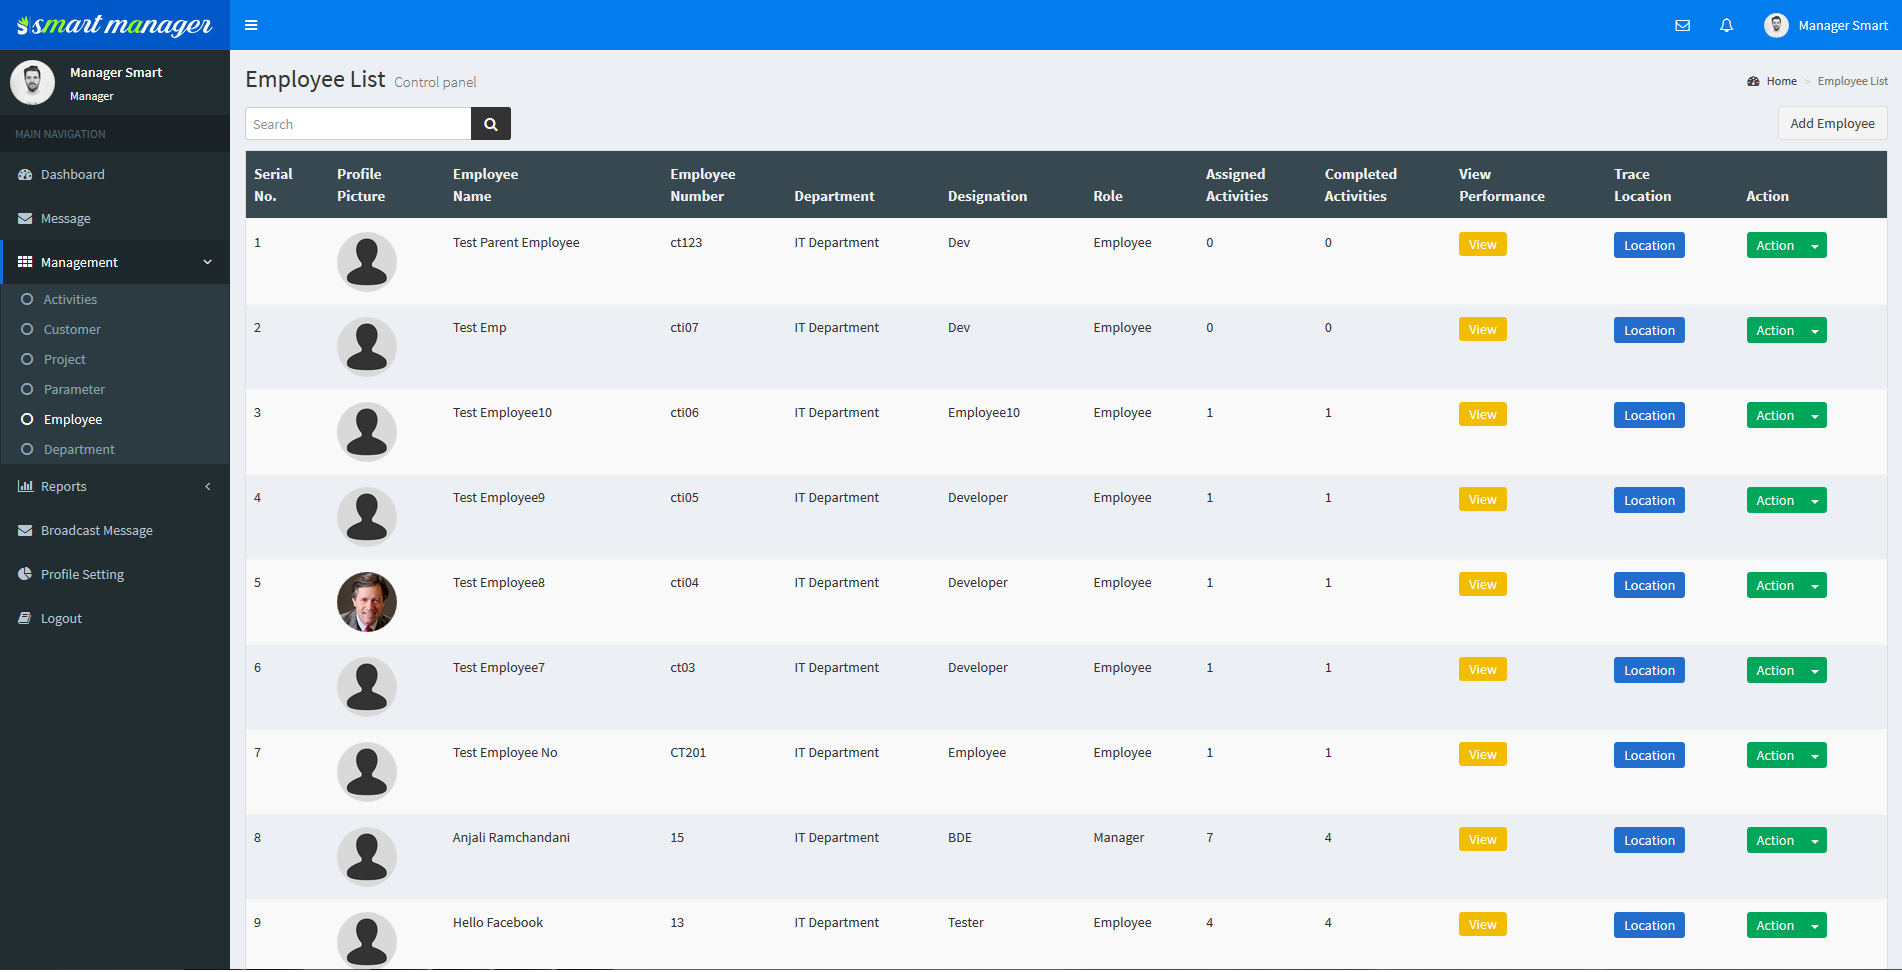 smart manager
Manager Smart
Manager Smart
Manager
MAIN NAVIGATION
Dashboard
Message
Management
Activities
Customer
Project
Parameter
Employee
Department
Reports
Broadcast Message
Profile Setting
Logout
Employee List Control panel
Home > Employee List
Search
Add Employee
Serial No. Profile Picture Employee Name Employee Number Department Designation Role Assigned Activities Completed Activities View Performance Trace Location Action
1 Test Parent Employee ct123 IT Department Dev Employee 0 0 View Location Action
2 Test Emp cti07 IT Department Dev Employee 0 0 View Location Action
3 Test Employee10 cti06 IT Department Employee10 Employee 1 1 View Location Action
4 Test Employee9 cti05 IT Department Developer Employee 1 1 View Location Action
5 Test Employee8 cti04 IT Department Developer Employee 1 1 View Location Action
6 Test Employee7 ct03 IT Department Developer Employee 1 1 View Location Action
7 Test Employee No CT201 IT Department Employee Employee 1 1 View Location Action
8 Anjali Ramchandani 15 IT Department BDE Manager 7 4 View Location Action
9 Hello Facebook 13 IT Department Tester Employee 4 4 View Location Action